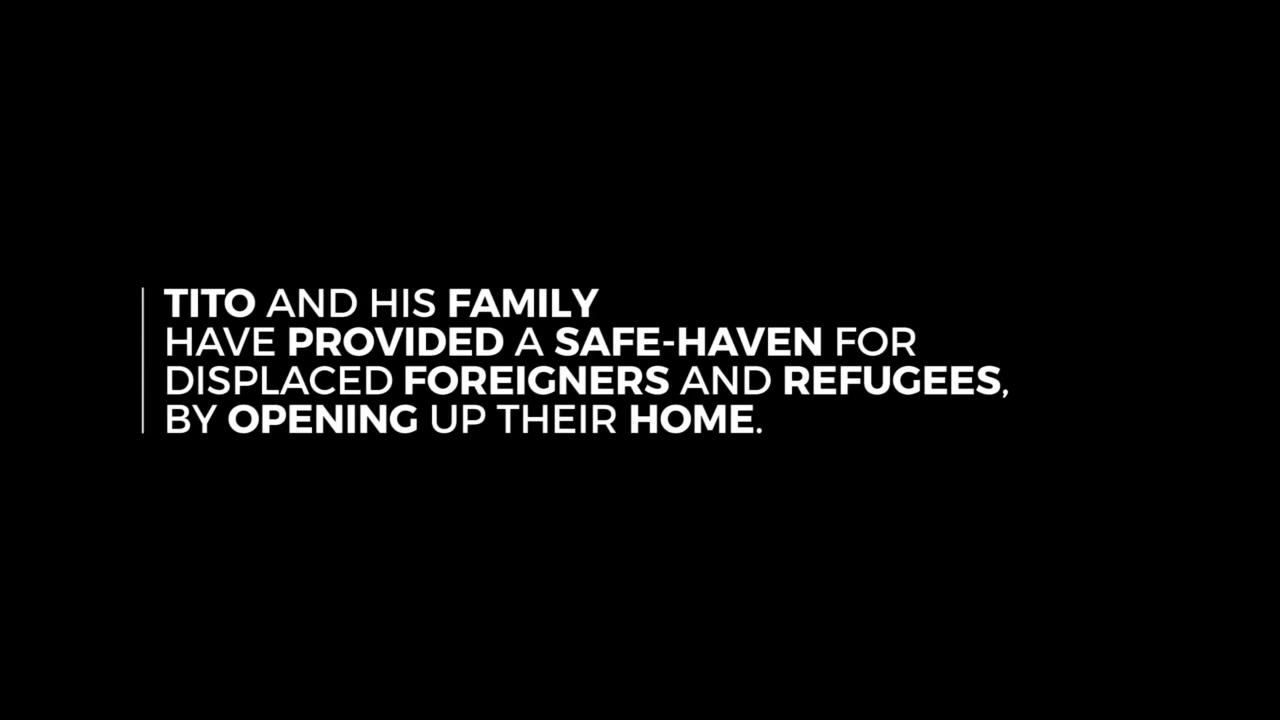 TITO AND HIS FAMILY
HAVE PROVIDED A SAFE-HAVEN FOR
DISPLACED FOREIGNERS AND REFUGEES,
BY OPENING UP THEIR HOME.